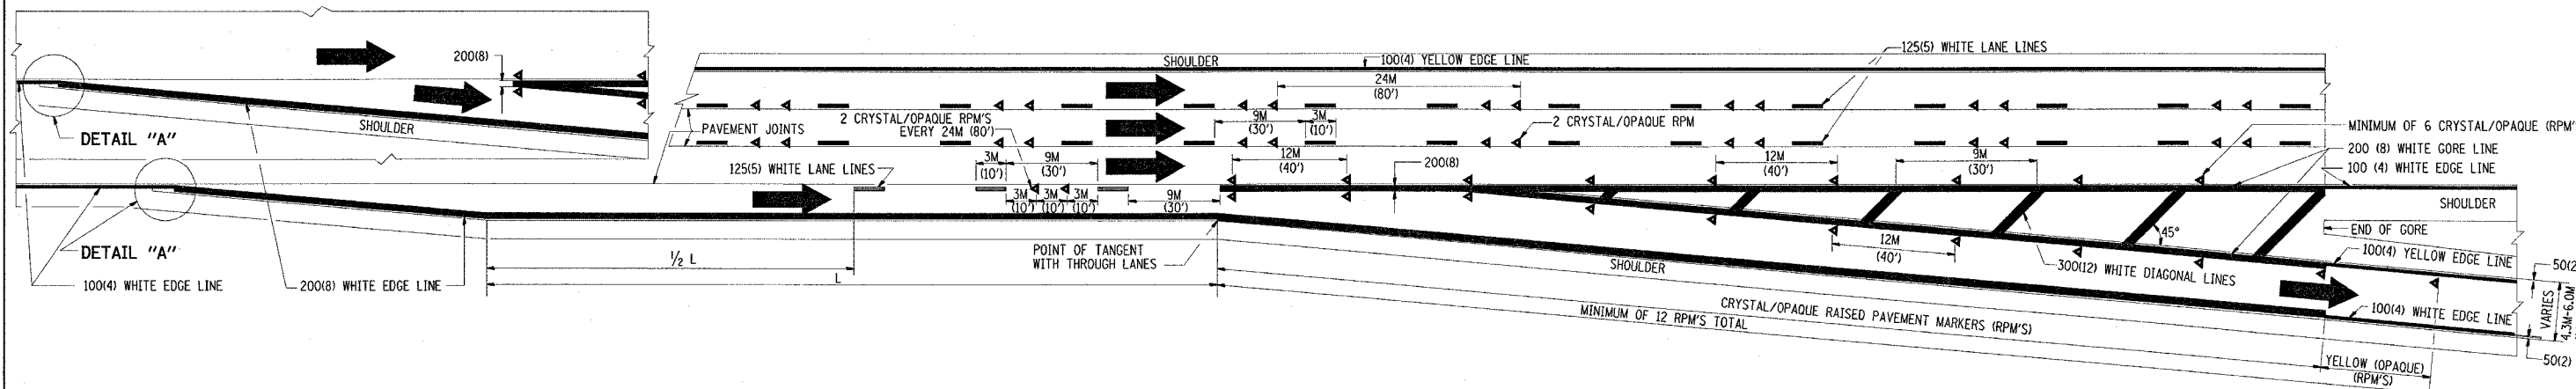 200(8)
SHOULDER
DETAIL "A"
DETAIL "A"
100(4) WHITE EDGE LINE
200(8) WHITE EDGE LINE
SHOULDER
100(4) YELLOW EDGE LINE
125(5) WHITE LANE LINES
24M
(80')
PAVEMENT JOINTS
2 CRYSTAL/OPAQUE RPM'S
EVERY 24M (80')
9M
(30')
3M
(10')
2 CRYSTAL/OPAQUE RPM
125(5) WHITE LANE LINES
3M
(10')
9M
(30')
3M
(10')
3M
(10')
3M
(10')
9M
(30')
12M
(40')
200(8)
12M
(40')
9M
(30')
MINIMUM OF 6 CRYSTAL/OPAQUE (RPM'
200 (8) WHITE GORE LINE
100 (4) WHITE EDGE LINE
SHOULDER
END OF GORE
45°
12M
(40')
100(4) YELLOW EDGE LINE
300(12) WHITE DIAGONAL LINES
1/2 L
L
POINT OF TANGENT
WITH THROUGH LANES
SHOULDER
CRYSTAL/OPAQUE RAISED PAVEMENT MARKERS (RPM'S)
MINIMUM OF 12 RPM'S TOTAL
100(4) WHITE EDGE LINE
YELLOW (OPAQUE)
(RPM'S)
50(2
VARIES
4.3M-6.0M
50(2)